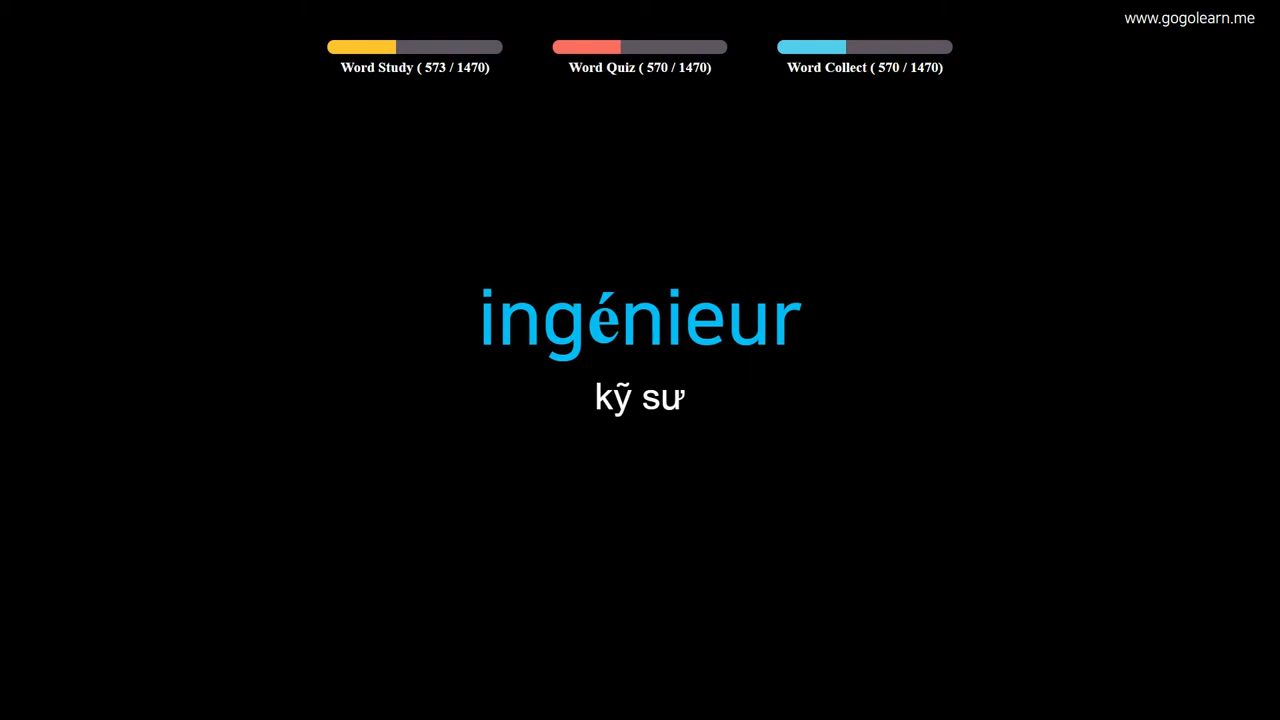 www.gogolearn.me
Word Study ( 573 / 1470)
Word Quiz ( 570 / 1470)
Word Collect ( 570 / 1470)
ingénieur
kỹ sư